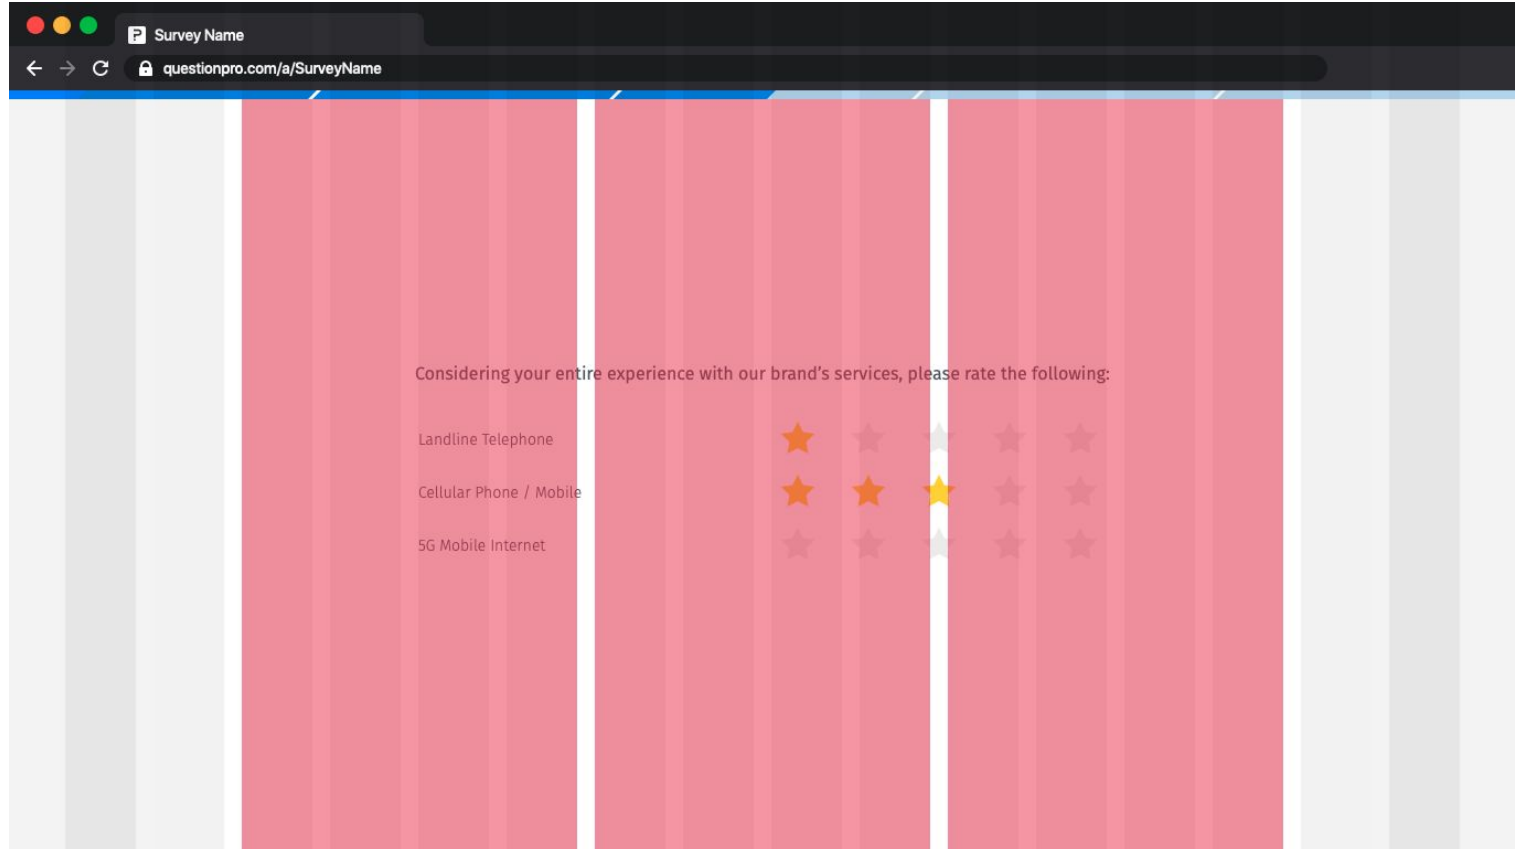 Survey Name
questionpro.com/a/SurveyName
Considering your entire experience with our brand's services, please rate the following:
Landline Telephone
Cellular Phone / Mobile
5G Mobile Internet